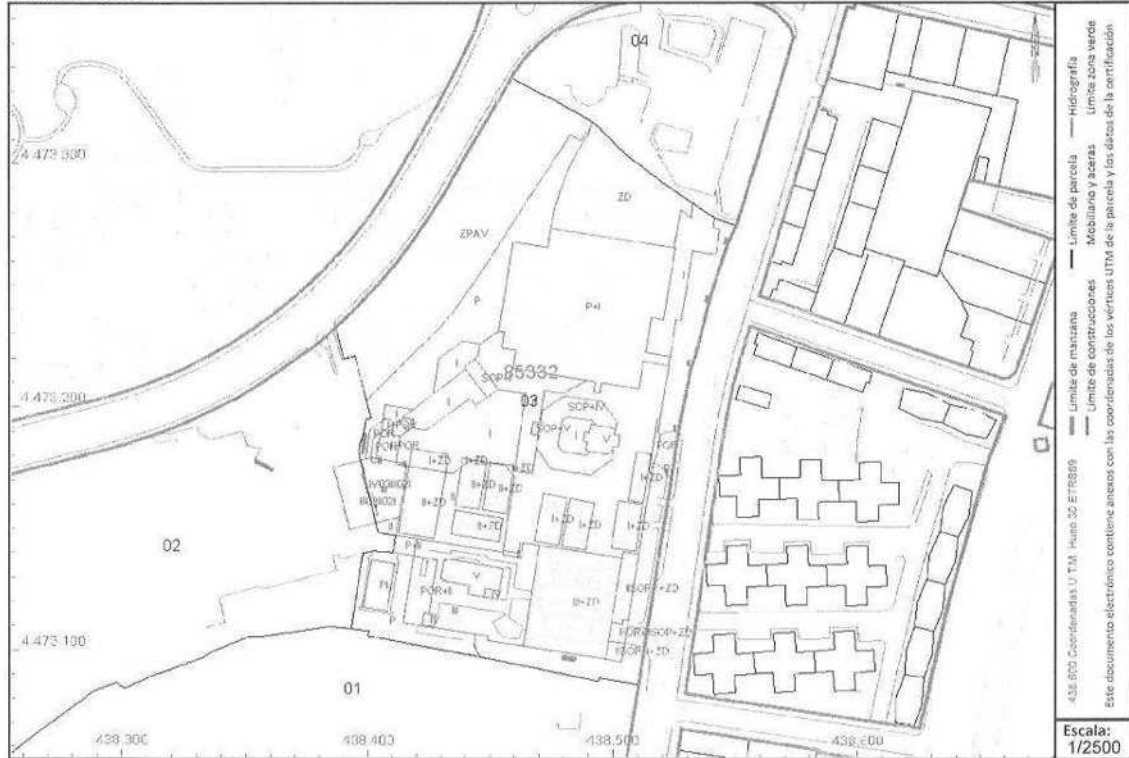 04
4.473.300
ZD
ZPAV
P
P+I
I
I
SOP+I
85332
4.473.200
03
I
SOP+IV
I
I
SOP+V
I
V
POR
POR
I+ZD
I+ZD
I+ZD
II+ZD
II+ZD
II+ZD
II+ZD
I+ZD
I+ZD
I+ZD
I+ZD
02
V
POR+II
II+ZD
III
P
4.473.100
01
438.300
438.400
438.500
438.600
438.600 Coordenadas U.T.M. Huso 30 ETRS89
Límite de manzana
Límite de parcela
Hidrografía
Límite de construcciones
Mobiliario y aceras
Límite zona verde
Este documento electrónico contiene anexos con las coordenadas de los vértices UTM de la parcela y los datos de la certificación
Escala:
1/2500